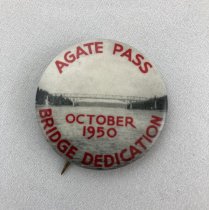 AGATE PASS
OCTOBER
1950
BRIDGE DEDICATION